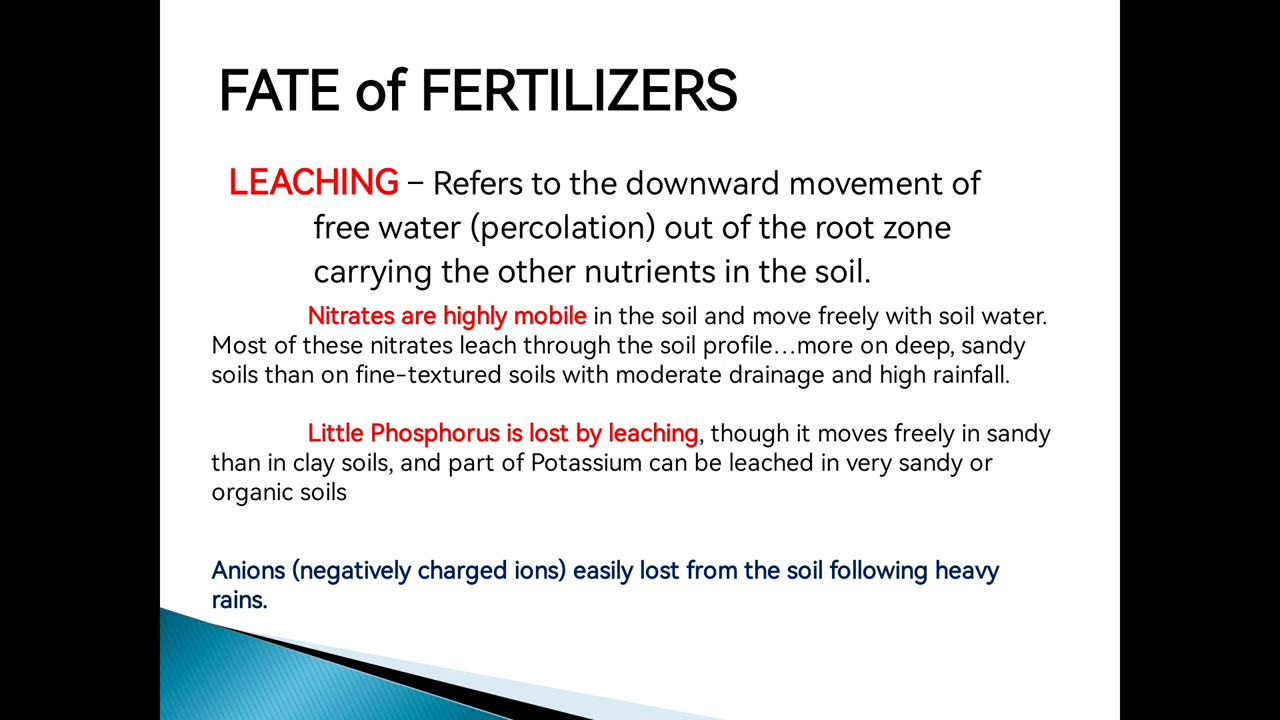 FATE of FERTILIZERS
LEACHING – Refers to the downward movement of
free water (percolation) out of the root zone
carrying the other nutrients in the soil.
Nitrates are highly mobile in the soil and move freely with soil water.
Most of these nitrates leach through the soil profile…more on deep, sandy
soils than on fine-textured soils with moderate drainage and high rainfall.
Little Phosphorus is lost by leaching, though it moves freely in sandy
than in clay soils, and part of Potassium can be leached in very sandy or
organic soils
Anions (negatively charged ions) easily lost from the soil following heavy
rains.